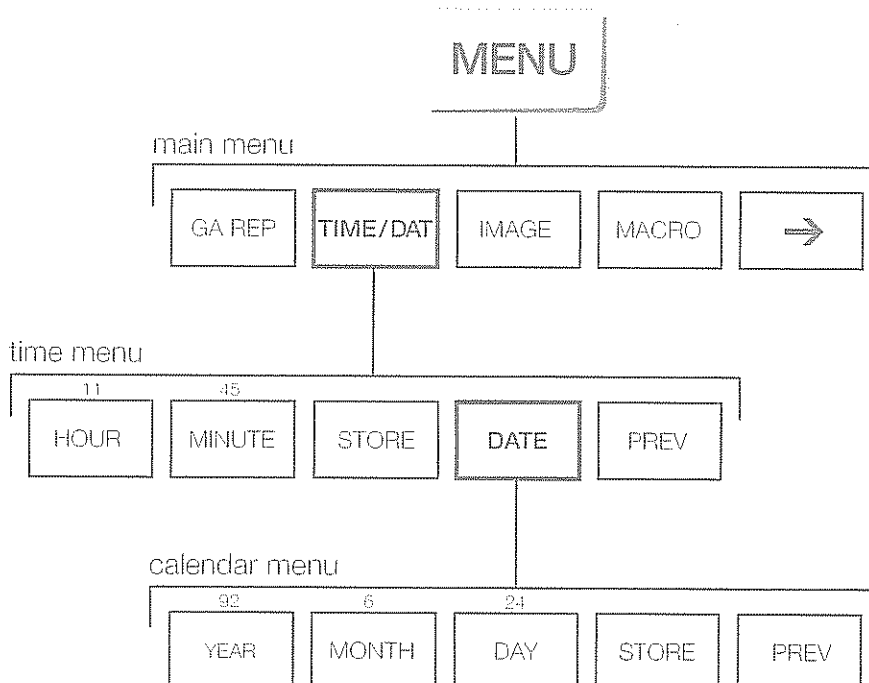 MENU
main menu
GA REP TIME/DAT IMAGE MACRO →
time menu
11 45
HOUR MINUTE STORE DATE PREV
calendar menu
92 6 24
YEAR MONTH DAY STORE PREV